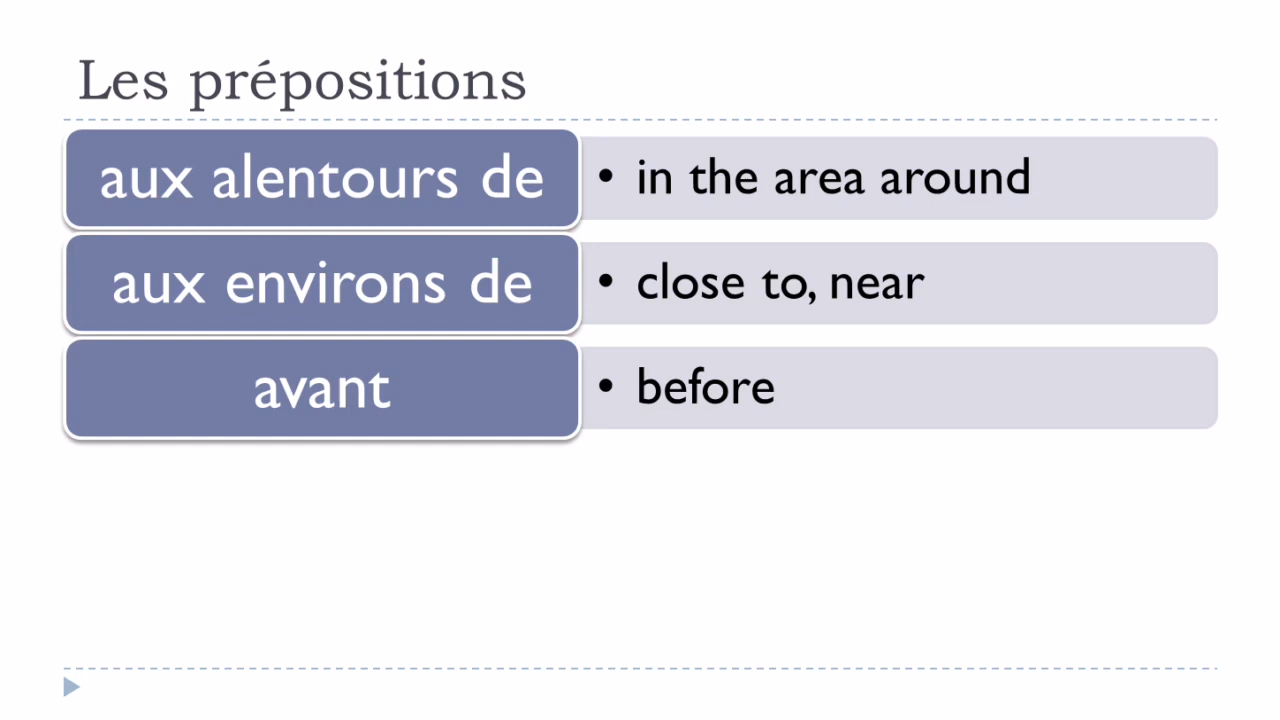 Les prépositions
aux alentours de
• in the area around
aux environs de
• close to, near
avant
• before